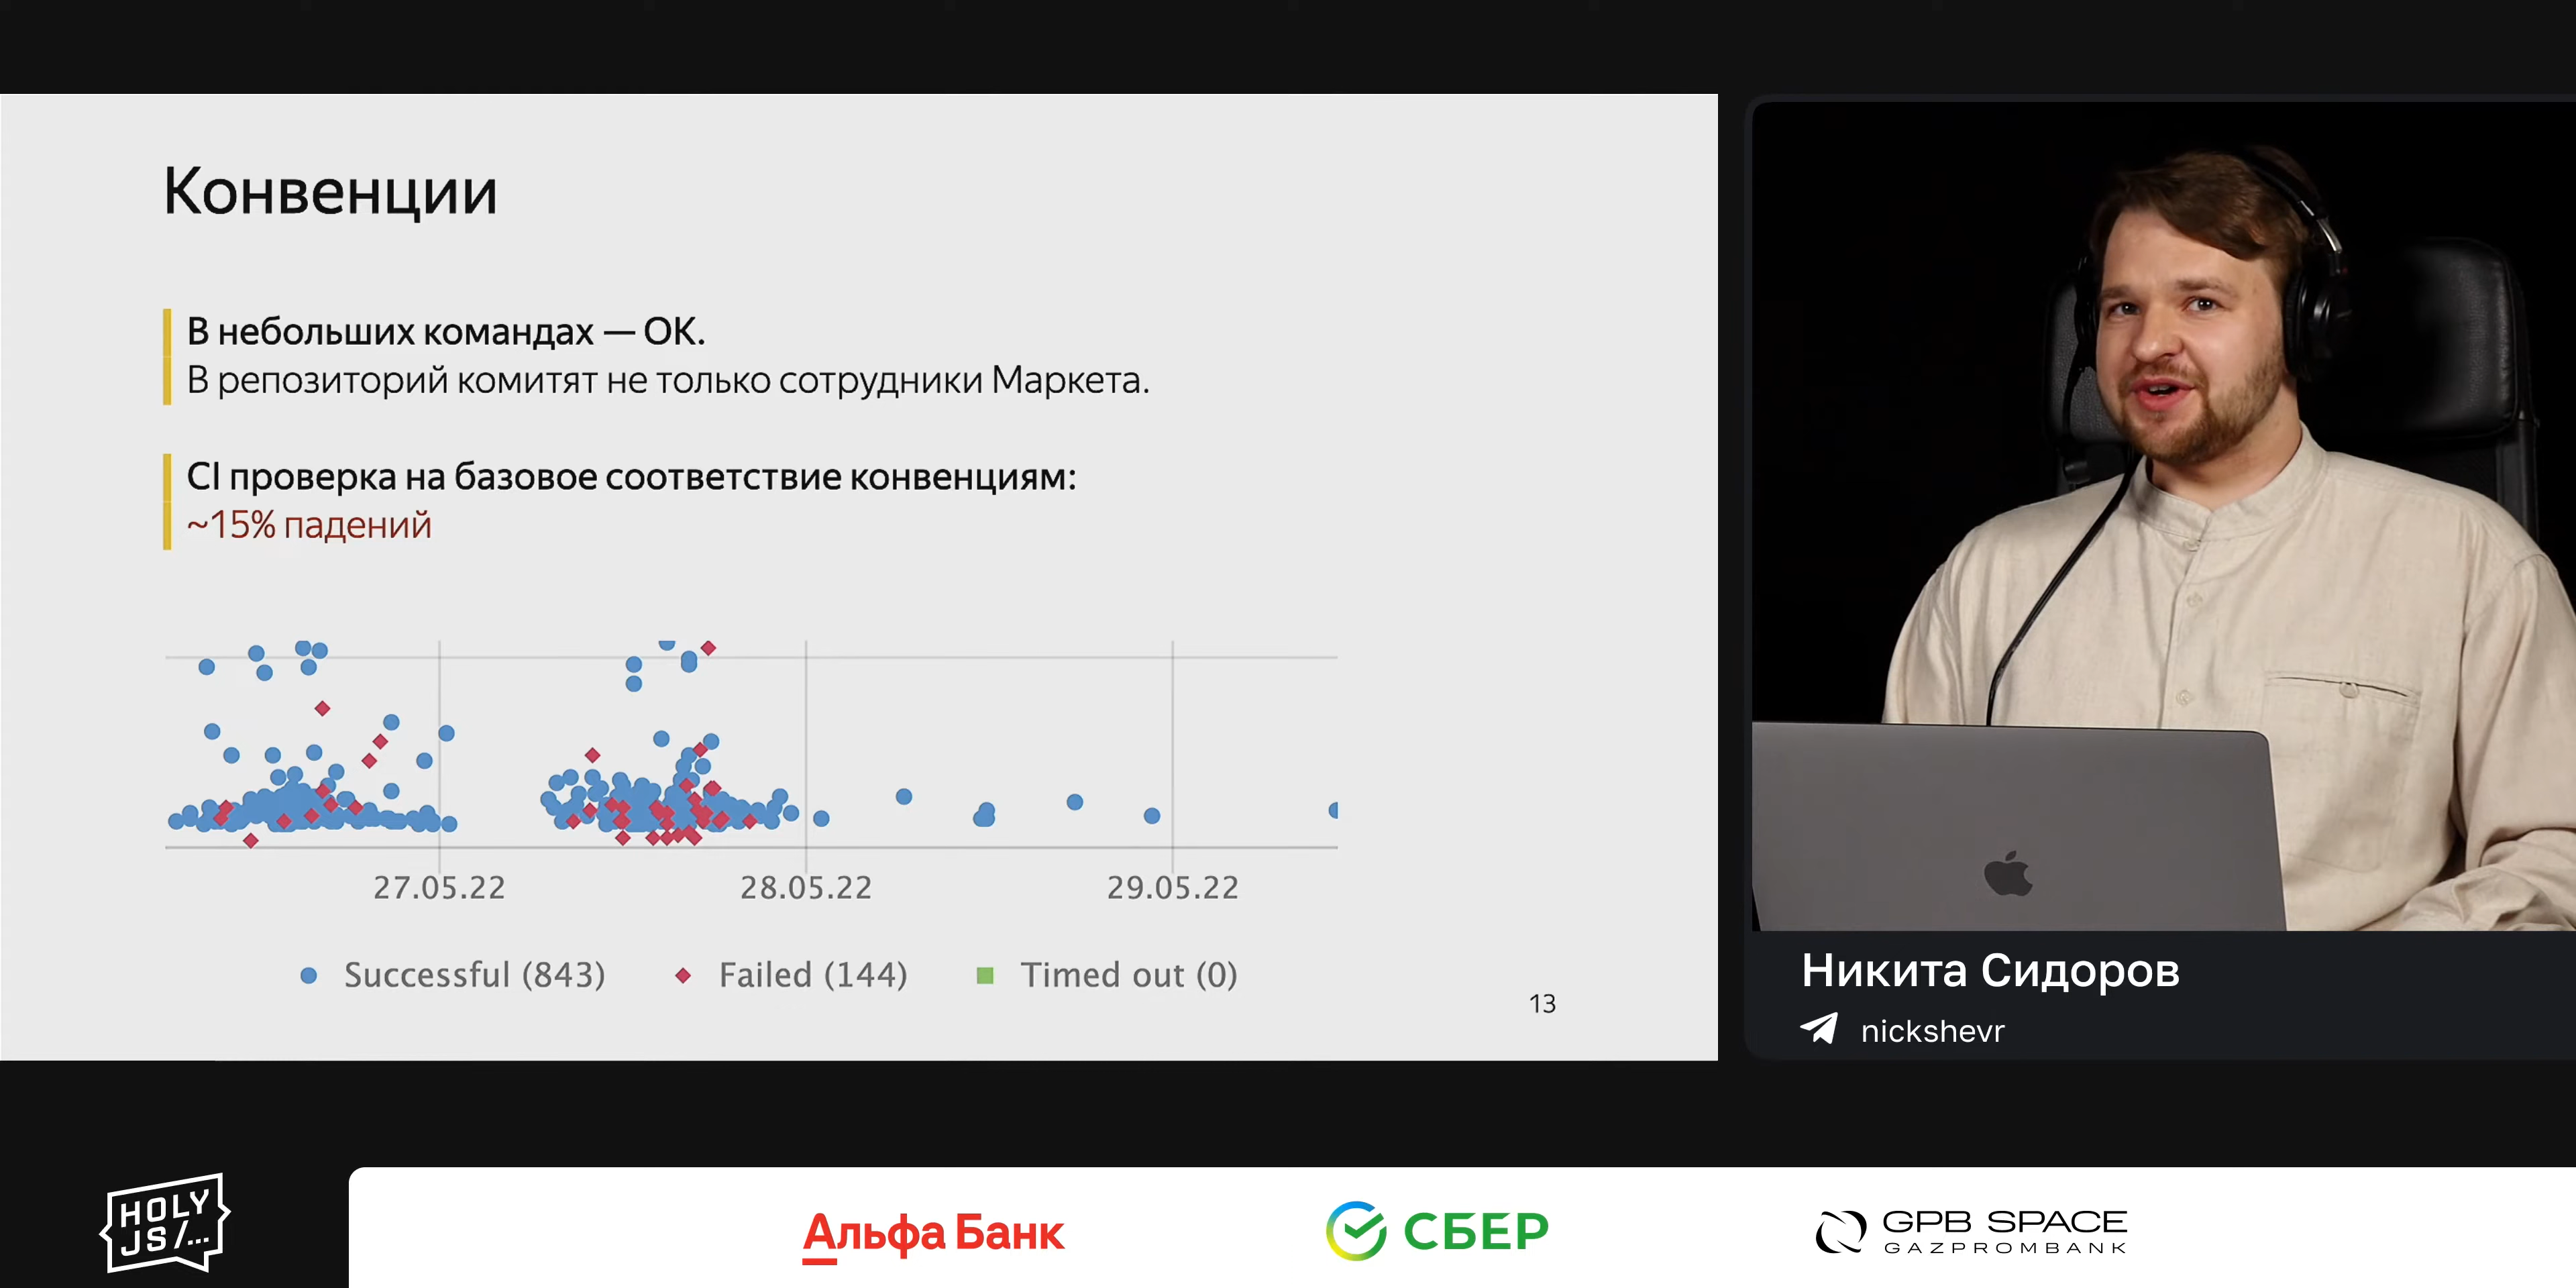 Конвенции
В небольших командах — ОК.
В репозиторий комитят не только сотрудники Маркета.
CI проверка на базовое соответствие конвенциям:
~15% падений
27.05.22 28.05.22 29.05.22
Successful (843) Failed (144) Timed out (0)
13
Никита Сидоров
nickshevr
HOLY
JS/...
Альфа Банк
СБЕР
GPB SPACE
GAZPROMBANK